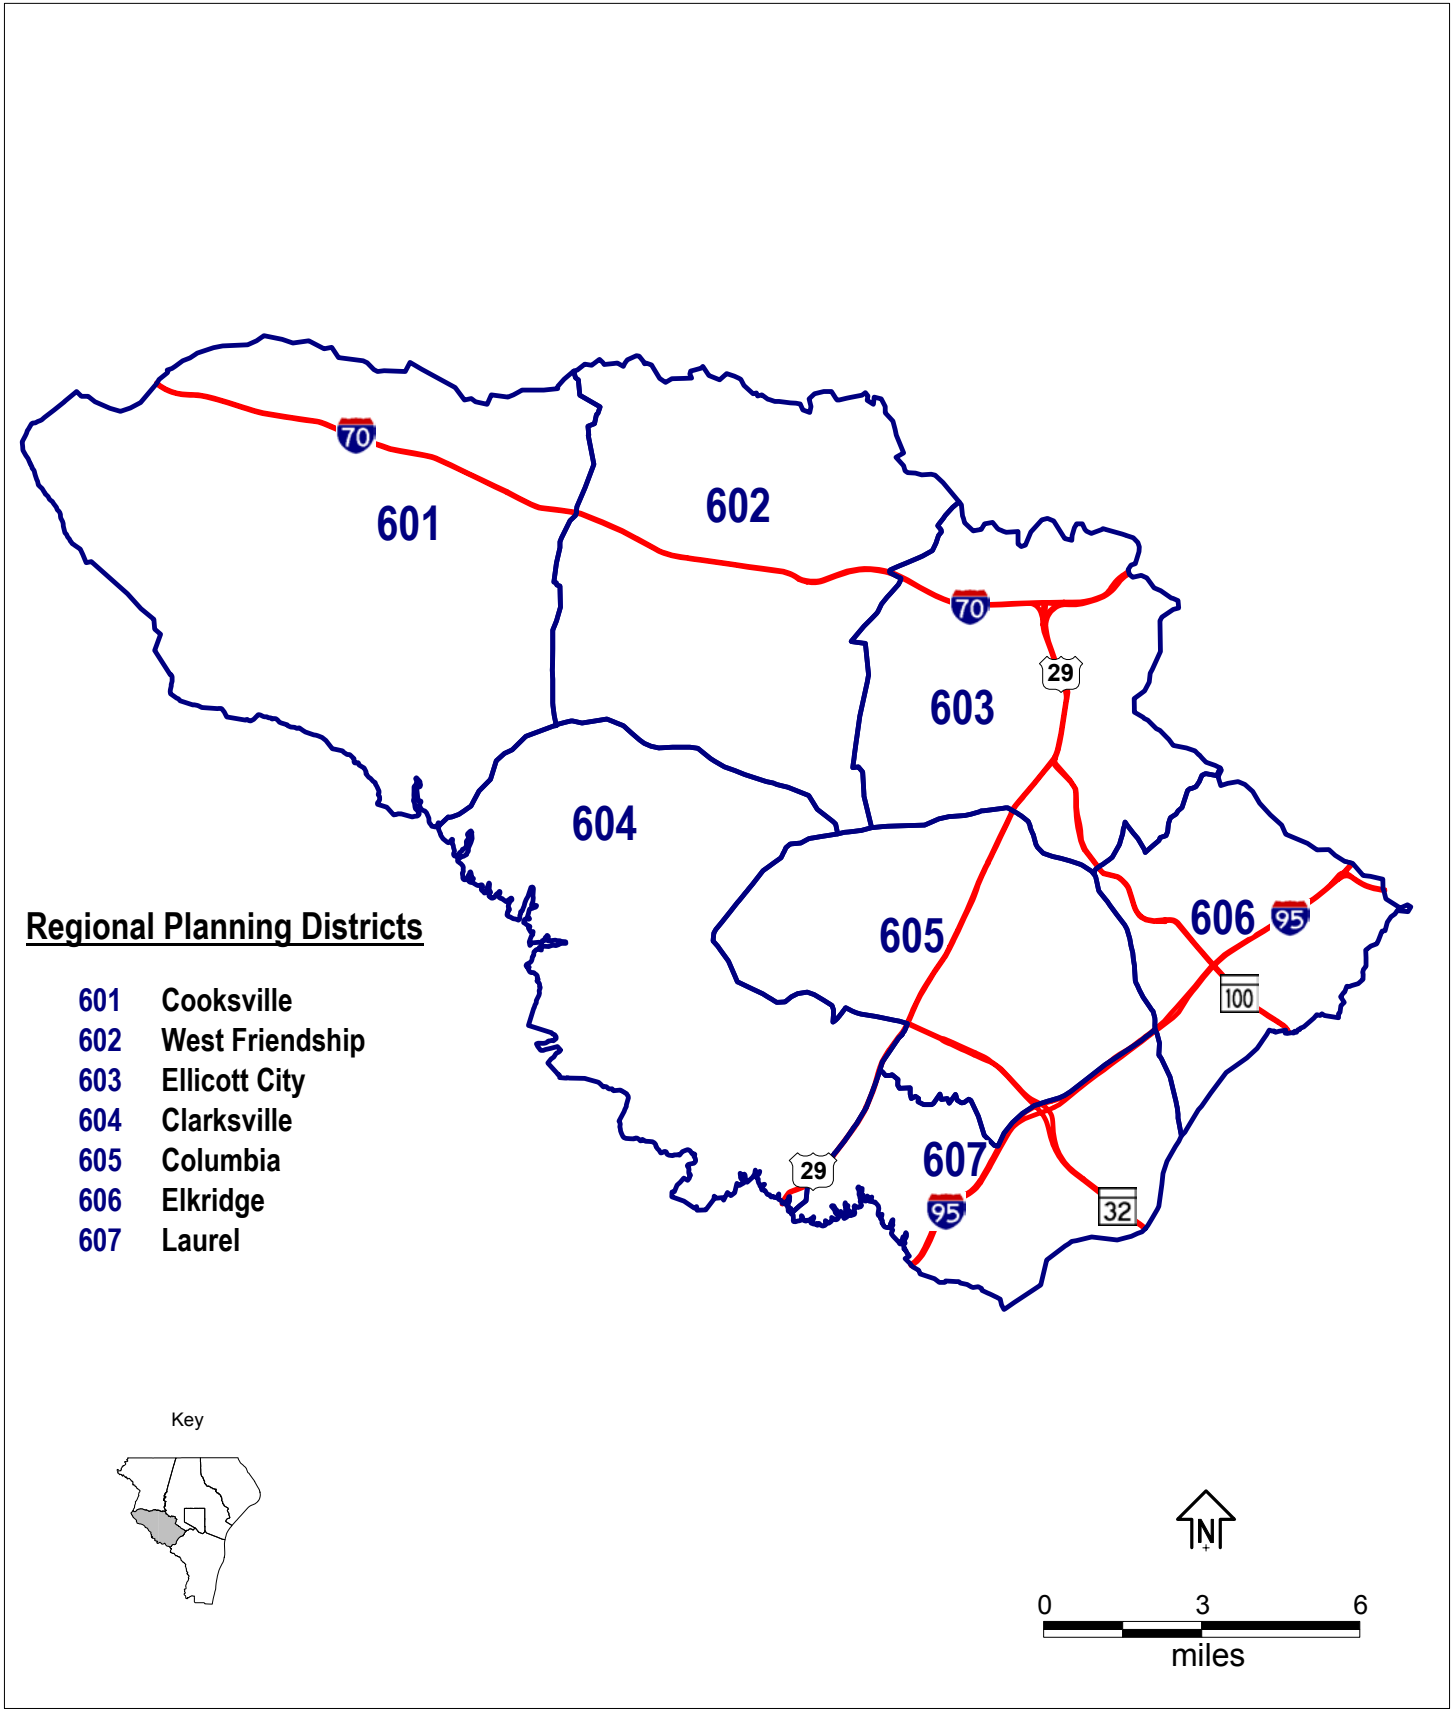 70
602
601
70
29
603
604
Regional Planning Districts
606
95
605
601 Cooksville
100
602 West Friendship
603 Ellicott City
604 Clarksville
605 Columbia
607
29
606 Elkridge
95
32
607 Laurel
Key
N
0 3 6
miles